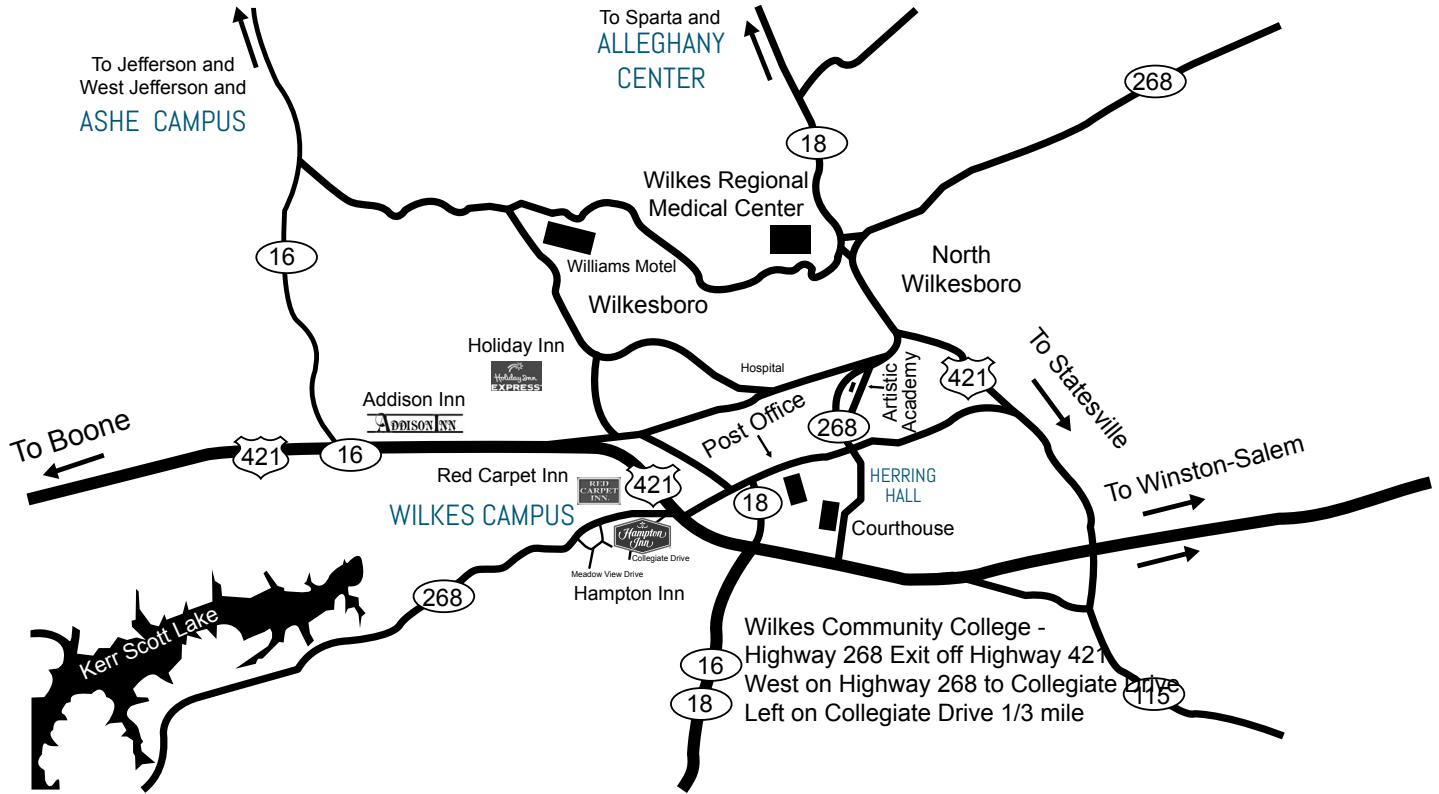 To Sparta and
ALLEGHANY
CENTER
To Jefferson and
West Jefferson and
ASHE CAMPUS
268
18
Wilkes Regional
Medical Center
16
Williams Motel
North
Wilkesboro
Wilkesboro
Holiday Inn
Holiday Inn
EXPRESS
Hospital
421
To Statesville
Artistic
Academy
Addison Inn
ADDISON INN
Post Office
268
To Boone
421
16
Red Carpet Inn
RED
CARPET
INN.
421
HERRING
HALL
To Winston-Salem
WILKES CAMPUS
18
Courthouse
Hampton
Inn
Collegiate Drive
Meadow View Drive
Hampton Inn
268
Kerr Scott Lake
Wilkes Community College -
Highway 268 Exit off Highway 421
West on Highway 268 to Collegiate Drive
Left on Collegiate Drive 1/3 mile
16
18
115